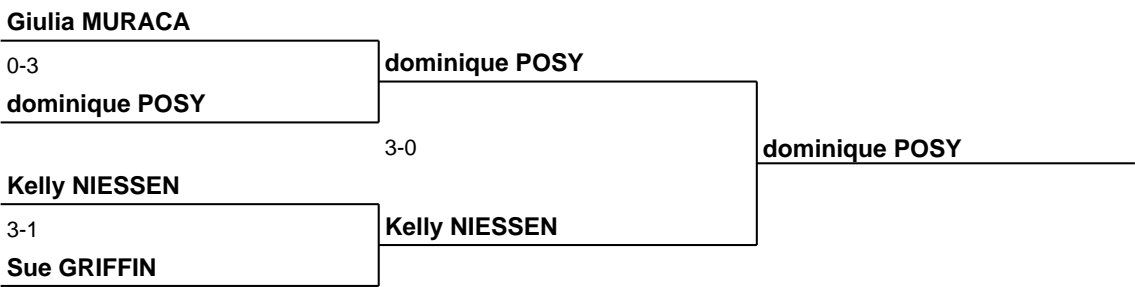 Giulia MURACA
0-3
dominique POSY
Kelly NIESSEN
3-1
Sue GRIFFIN
dominique POSY
3-0
Kelly NIESSEN
dominique POSY